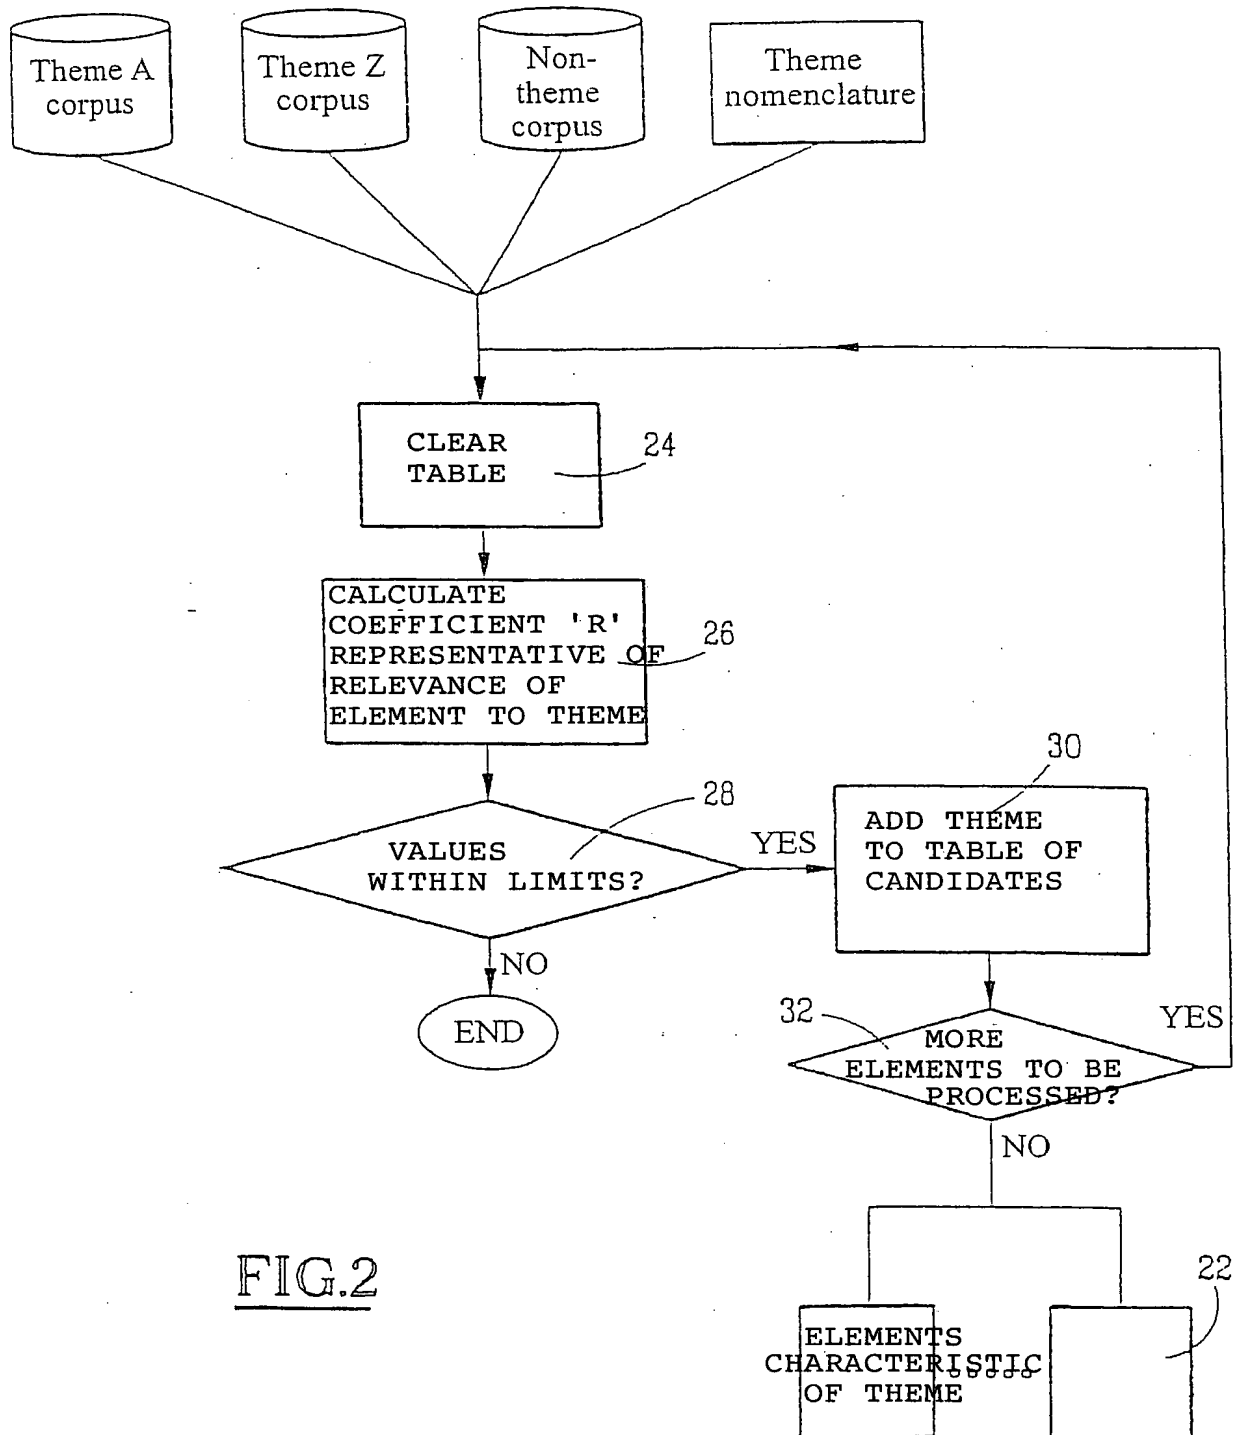 Theme A
corpus
Theme Z
corpus
Non-
theme
corpus
Theme
nomenclature
CLEAR
TABLE
24
CALCULATE
COEFFICIENT 'R'
REPRESENTATIVE OF
RELEVANCE OF
ELEMENT TO THEME
26
VALUES
WITHIN LIMITS?
28
YES
NO
END
30
ADD THEME
TO TABLE OF
CANDIDATES
32
MORE
ELEMENTS TO BE
PROCESSED?
YES
NO
22
ELEMENTS
CHARACTERISTIC
OF THEME
FIG.2